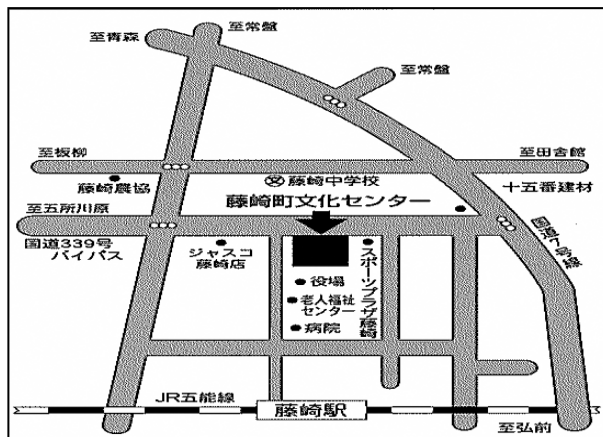 至常盤
至青森
至常盤
至板柳
至田舎館
藤崎農協
藤崎中学校
十五番建材
藤崎町文化センター
至五所川原
国道339号
バイパス
ジャスコ
藤崎店
スポーツプラザ藤崎
国道7号線
役場
老人福祉
センター
病院
JR五能線
藤崎駅
至弘前